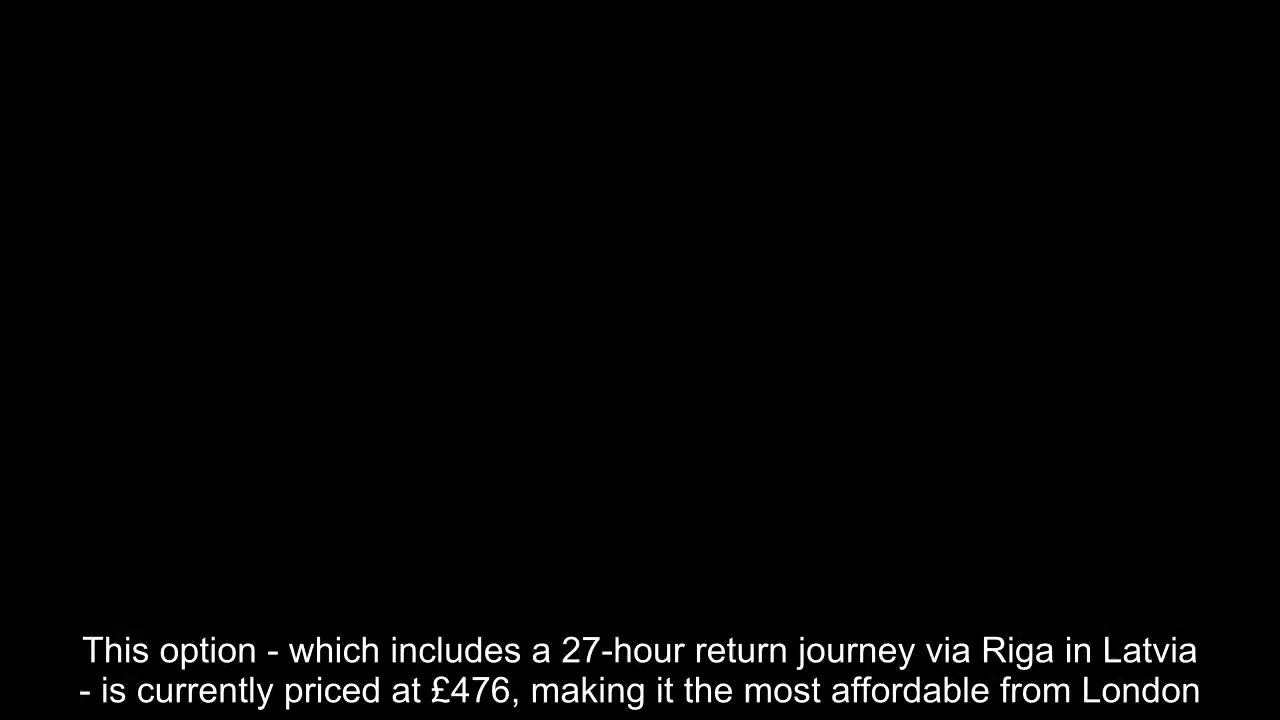 This option - which includes a 27-hour return journey via Riga in Latvia
- is currently priced at £476, making it the most affordable from London